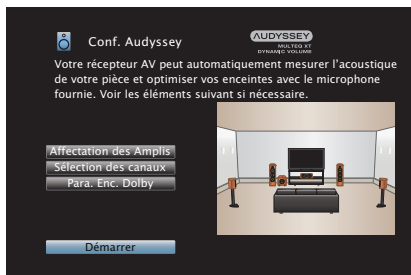 Conf. Audyssey
AUDYSSEY
MULTEQ XT
DYNAMIC VOLUME
Votre récepteur AV peut automatiquement mesurer l'acoustique
de votre pièce et optimiser vos enceintes avec le microphone
fournie. Voir les éléments suivant si nécessaire.
Affectation des Amplis
Sélection des canaux
Para. Enc. Dolby
Démarrer